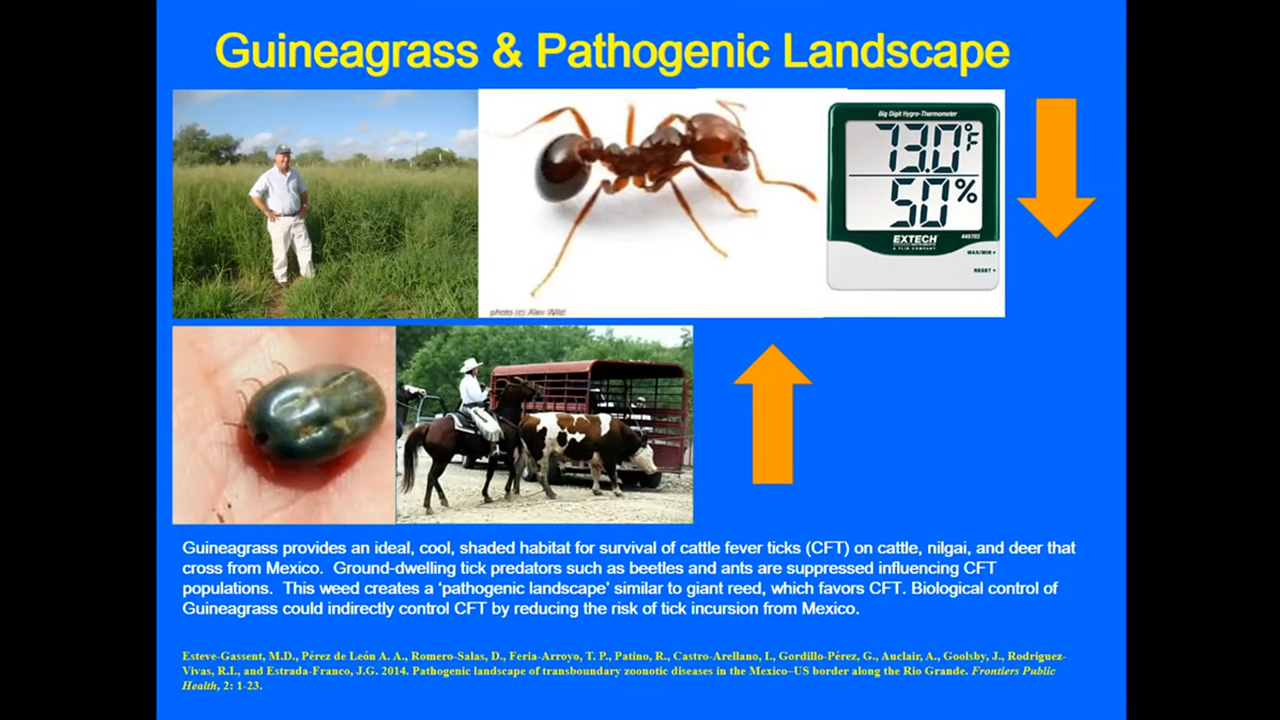 Guineagrass & Pathogenic Landscape
Big Digit Hygro-Thermometer
73.0°F
50%
EXTECH
A FLIR COMPANY
445703
MAX/MIN
RESET
photo (c) Alex Wild
Guineagrass provides an ideal, cool, shaded habitat for survival of cattle fever ticks (CFT) on cattle, nilgai, and deer that
cross from Mexico. Ground-dwelling tick predators such as beetles and ants are suppressed influencing CFT
populations. This weed creates a ‘pathogenic landscape’ similar to giant reed, which favors CFT. Biological control of
Guineagrass could indirectly control CFT by reducing the risk of tick incursion from Mexico.
Esteve-Gassent, M.D., Pérez de León A. A., Romero-Salas, D., Feria-Arroyo, T. P., Patino, R., Castro-Arellano, I., Gordillo-Pérez, G., Auclair, A., Goolsby, J., Rodriguez-
Vivas, R.I., and Estrada-Franco, J.G. 2014. Pathogenic landscape of transboundary zoonotic diseases in the Mexico–US border along the Rio Grande. Frontiers Public
Health, 2: 1-23.